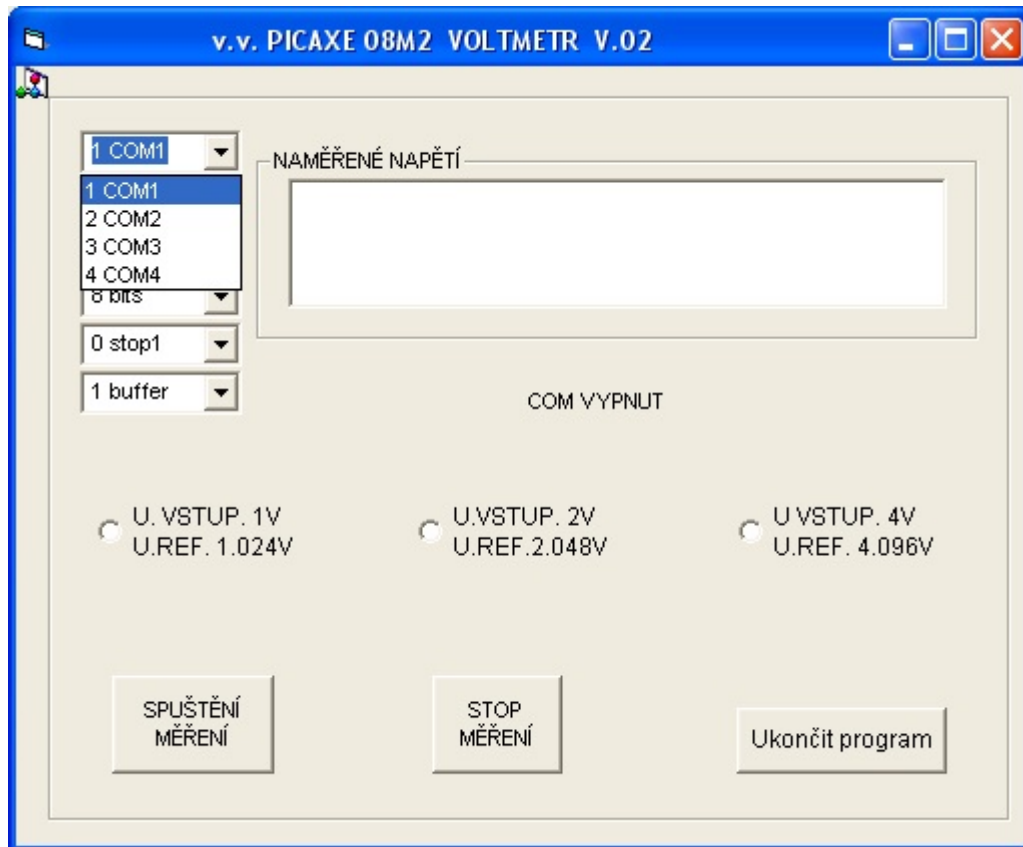 v.v. PICAXE 08M2 VOLTMETR V.02
1 COM1
NAMĚŘENÉ NAPĚTÍ
1 COM1
2 COM2
3 COM3
4 COM4
8 bits
0 stop1
1 buffer
COM VYPNUT
U. VSTUP. 1V
U.REF. 1.024V
U.VSTUP. 2V
U.REF.2.048V
U VSTUP. 4V
U.REF. 4.096V
SPUŠTĚNÍ
MĚŘENÍ
STOP
MĚŘENÍ
Ukončit program